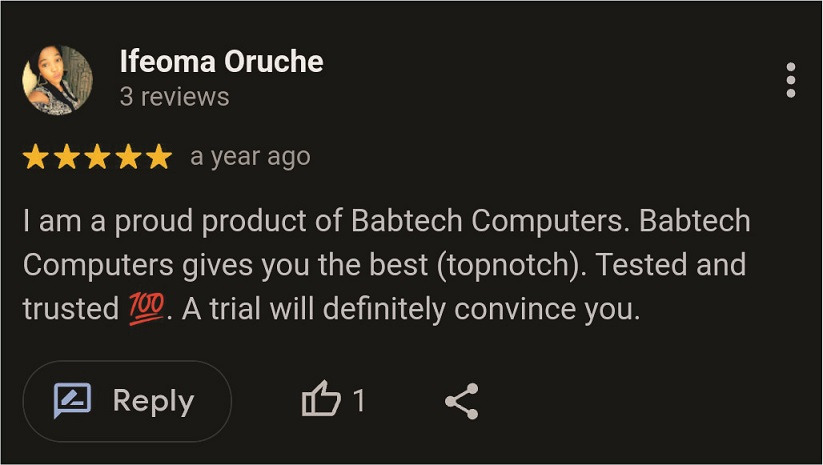 Ifeoma Oruche
3 reviews
a year ago
I am a proud product of Babtech Computers. Babtech
Computers gives you the best (topnotch). Tested and
trusted 💯. A trial will definitely convince you.
Reply
1